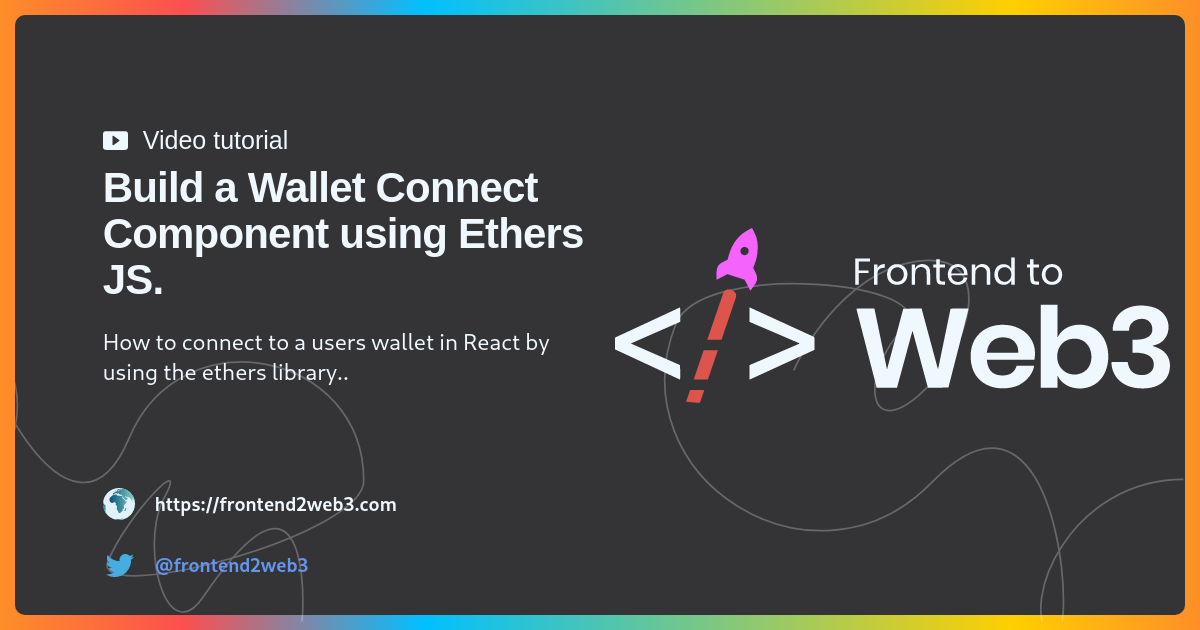 Video tutorial
Build a Wallet Connect
Component using Ethers
JS.
How to connect to a users wallet in React by
using the ethers library..
https://frontend2web3.com
@frontend2web3
Frontend to
Web3